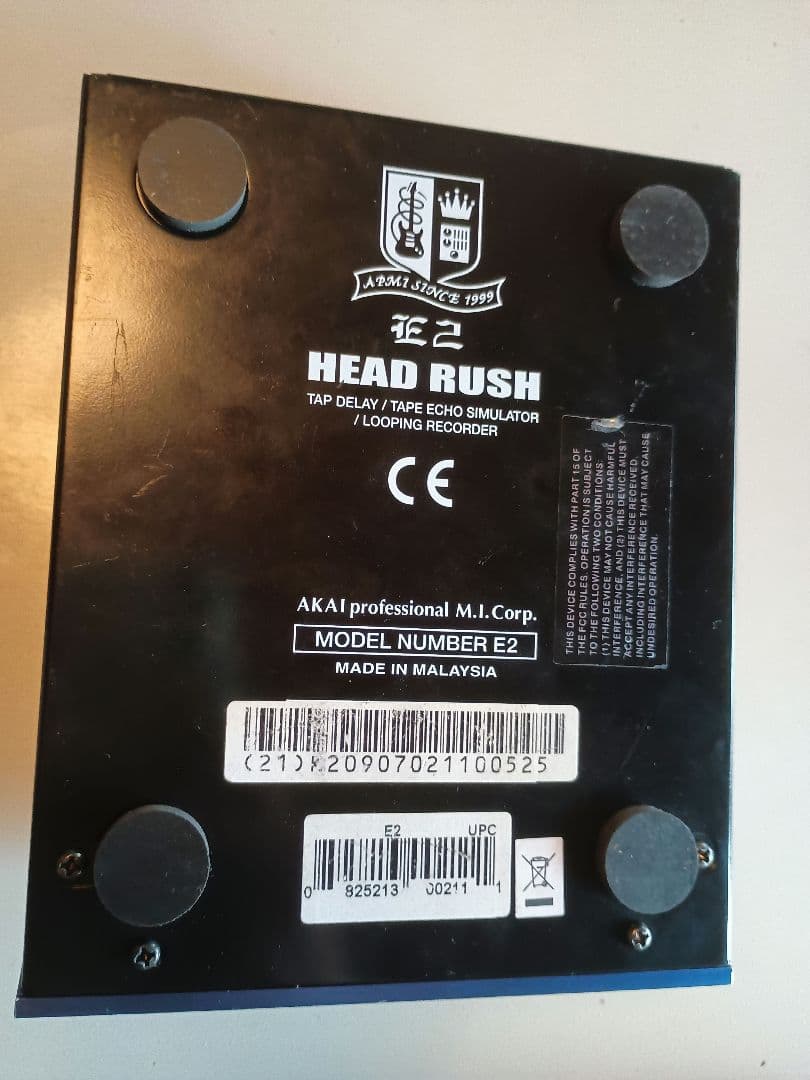 APMI SINCE 1999
E2
HEAD RUSH
TAP DELAY / TAPE ECHO SIMULATOR
/ LOOPING RECORDER
CE
THIS DEVICE COMPLIES WITH PART 15 OF
THE FCC RULES. OPERATION IS SUBJECT
TO THE FOLLOWING TWO CONDITIONS:
(1) THIS DEVICE MAY NOT CAUSE HARMFUL
INTERFERENCE, AND (2) THIS DEVICE MUST
ACCEPT ANY INTERFERENCE RECEIVED,
INCLUDING INTERFERENCE THAT MAY CAUSE
UNDESIRED OPERATION.
AKAI professional M.I. Corp.
MODEL NUMBER E2
MADE IN MALAYSIA
(21) 20907021100525
E2 UPC
0 825213 00211 1